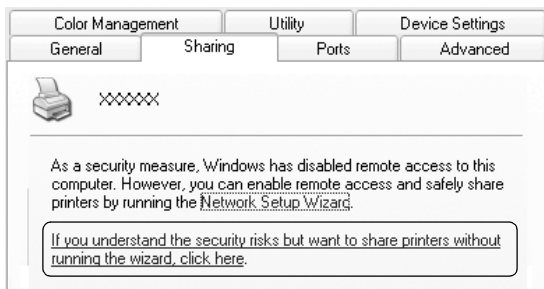 Color Management Utility Device Settings
General Sharing Ports Advanced
XXXXXX
As a security measure, Windows has disabled remote access to this
computer. However, you can enable remote access and safely share
printers by running the Network Setup Wizard.
If you understand the security risks but want to share printers without
running the wizard, click here.